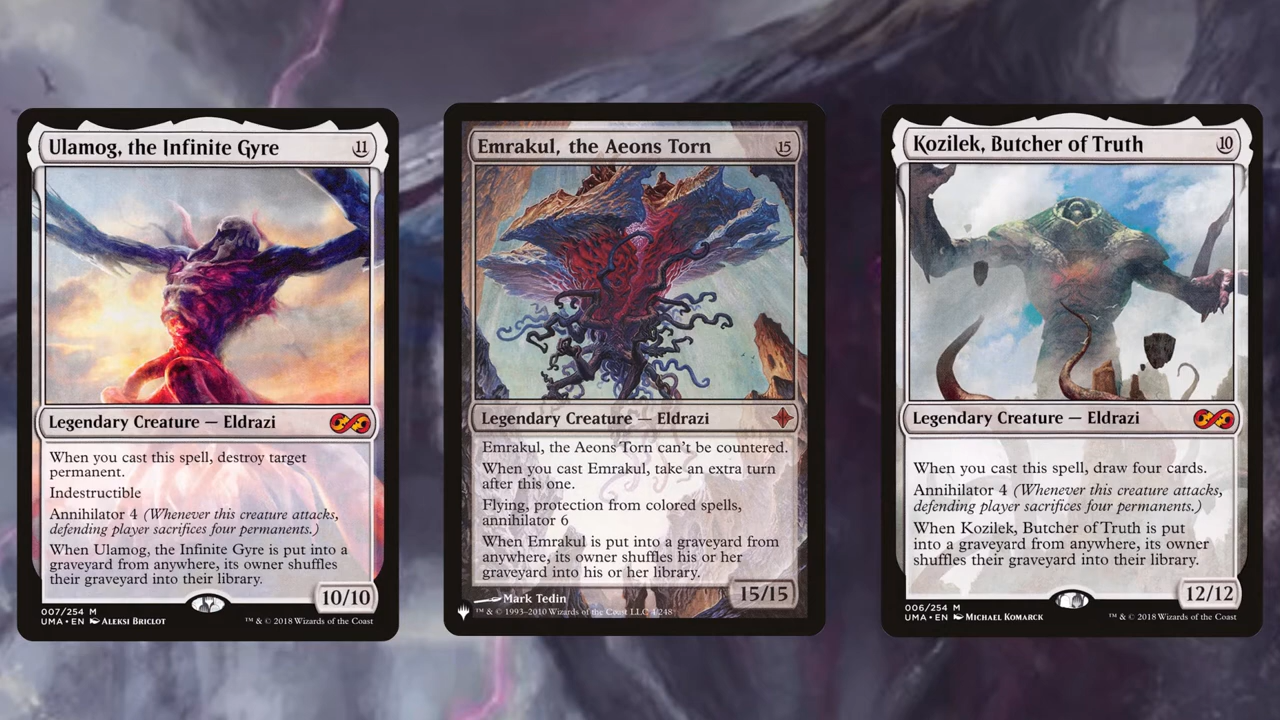 Ulamog, the Infinite Gyre 11
Legendary Creature — Eldrazi
When you cast this spell, destroy target
permanent.
Indestructible
Annihilator 4 (Whenever this creature attacks,
defending player sacrifices four permanents.)
When Ulamog, the Infinite Gyre is put into a
graveyard from anywhere, its owner shuffles
their graveyard into their library.
10/10
007/254 M
UMA • EN Aleksi Briclot ™ & © 2018 Wizards of the Coast
Emrakul, the Aeons Torn 15
Legendary Creature — Eldrazi
Emrakul, the Aeons Torn can't be countered.
When you cast Emrakul, take an extra turn
after this one.
Flying, protection from colored spells,
annihilator 6
When Emrakul is put into a graveyard from
anywhere, its owner shuffles his or her
graveyard into his or her library.
15/15
Mark Tedin
™ & © 1993–2010 Wizards of the Coast LLC 4/248
Kozilek, Butcher of Truth 10
Legendary Creature — Eldrazi
When you cast this spell, draw four cards.
Annihilator 4 (Whenever this creature attacks,
defending player sacrifices four permanents.)
When Kozilek, Butcher of Truth is put
into a graveyard from anywhere, its owner
shuffles their graveyard into their library.
12/12
006/254 M
UMA • EN Michael Komarck ™ & © 2018 Wizards of the Coast